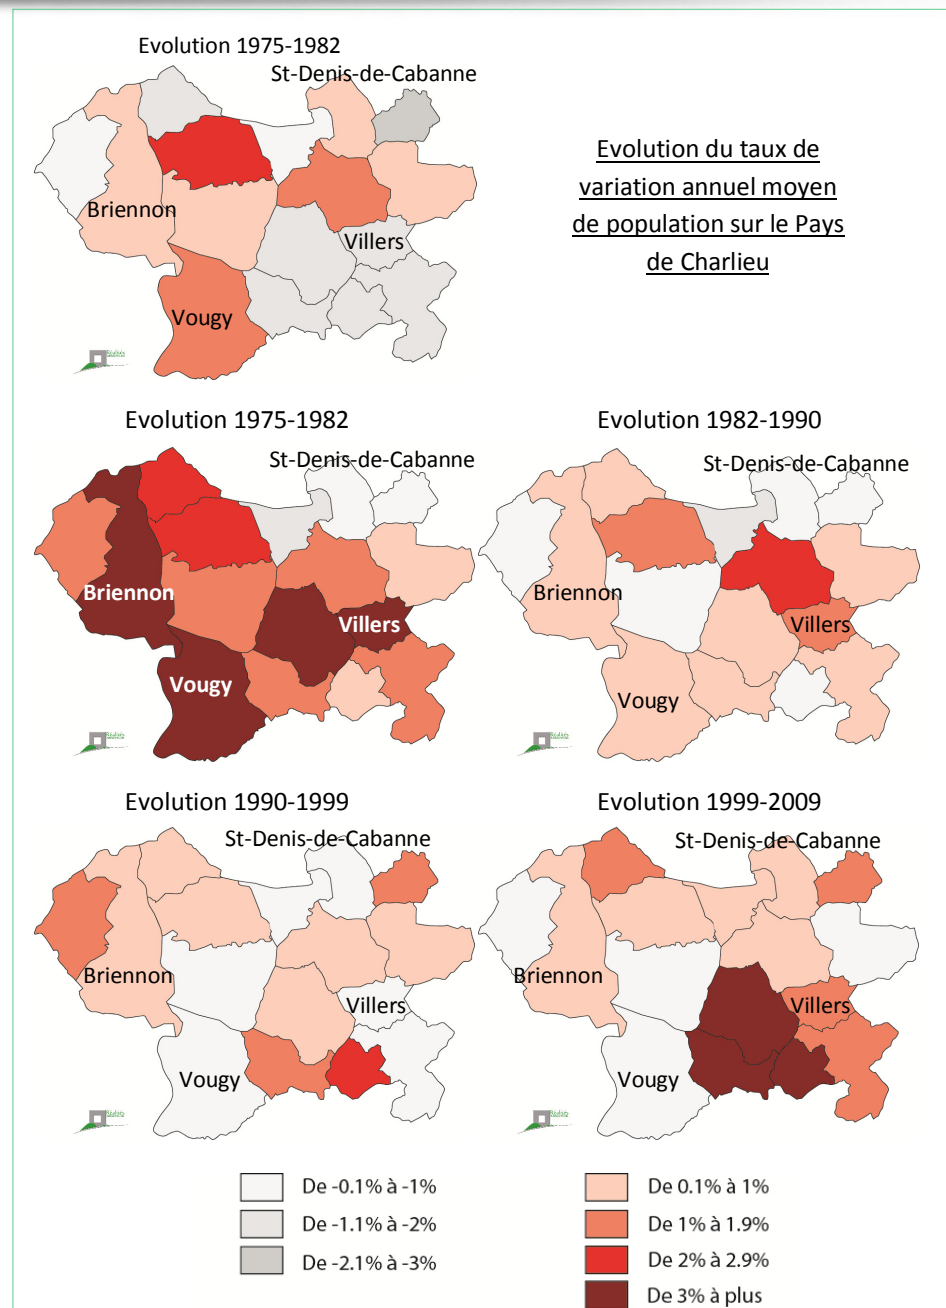 Evolution 1975-1982
St-Denis-de-Cabanne
Briennon
Villers
Vougy
Evolution du taux de
variation annuel moyen
de population sur le Pays
de Charlieu
Evolution 1975-1982
St-Denis-de-Cabanne
Briennon
Villers
Vougy
Evolution 1982-1990
St-Denis-de-Cabanne
Briennon
Villers
Vougy
Evolution 1990-1999
St-Denis-de-Cabanne
Briennon
Villers
Vougy
Evolution 1999-2009
St-Denis-de-Cabanne
Briennon
Villers
Vougy
De -0.1% à -1%
De -1.1% à -2%
De -2.1% à -3%
De 0.1% à 1%
De 1% à 1.9%
De 2% à 2.9%
De 3% à plus